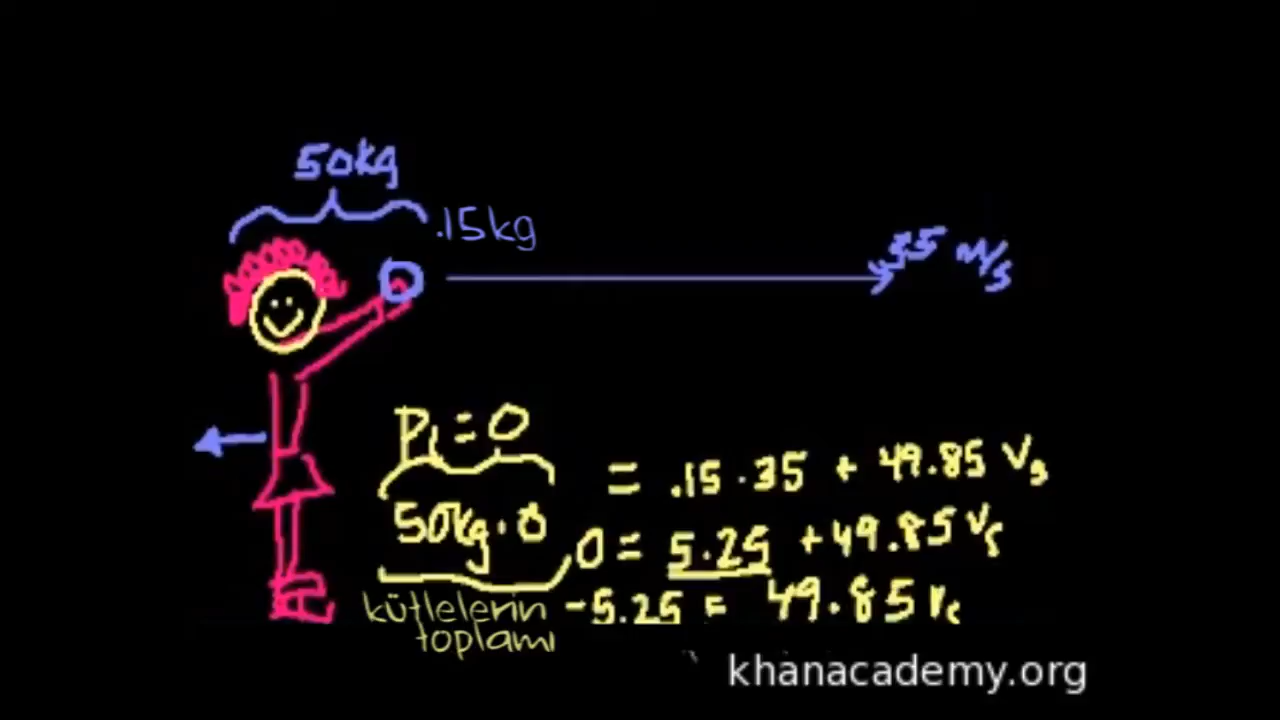 50kg
.15kg
35 m/s
Pᵢ = 0
= .15 · 35 + 49.85 Vₛ
50kg · 0
0 = 5.25 + 49.85 Vₛ
kütlelerin
toplamı
-5.25 = 49.85 Vₛ
khanacademy.org